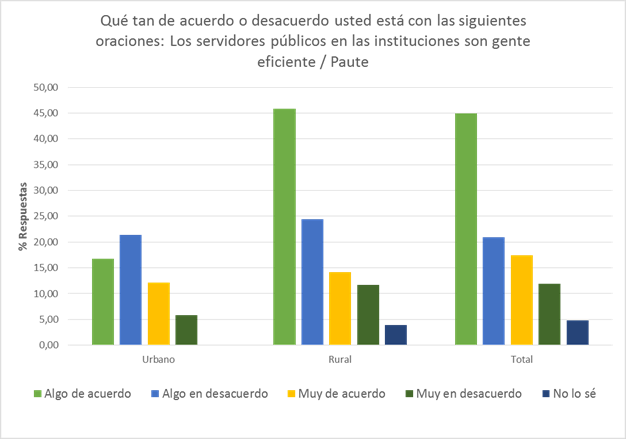 Qué tan de acuerdo o desacuerdo usted está con las siguientes
oraciones: Los servidores públicos en las instituciones son gente
eficiente / Paute
% Respuestas
50,00
45,00
40,00
35,00
30,00
25,00
20,00
15,00
10,00
5,00
0,00
Urbano Rural Total
Algo de acuerdo Algo en desacuerdo Muy de acuerdo Muy en desacuerdo No lo sé